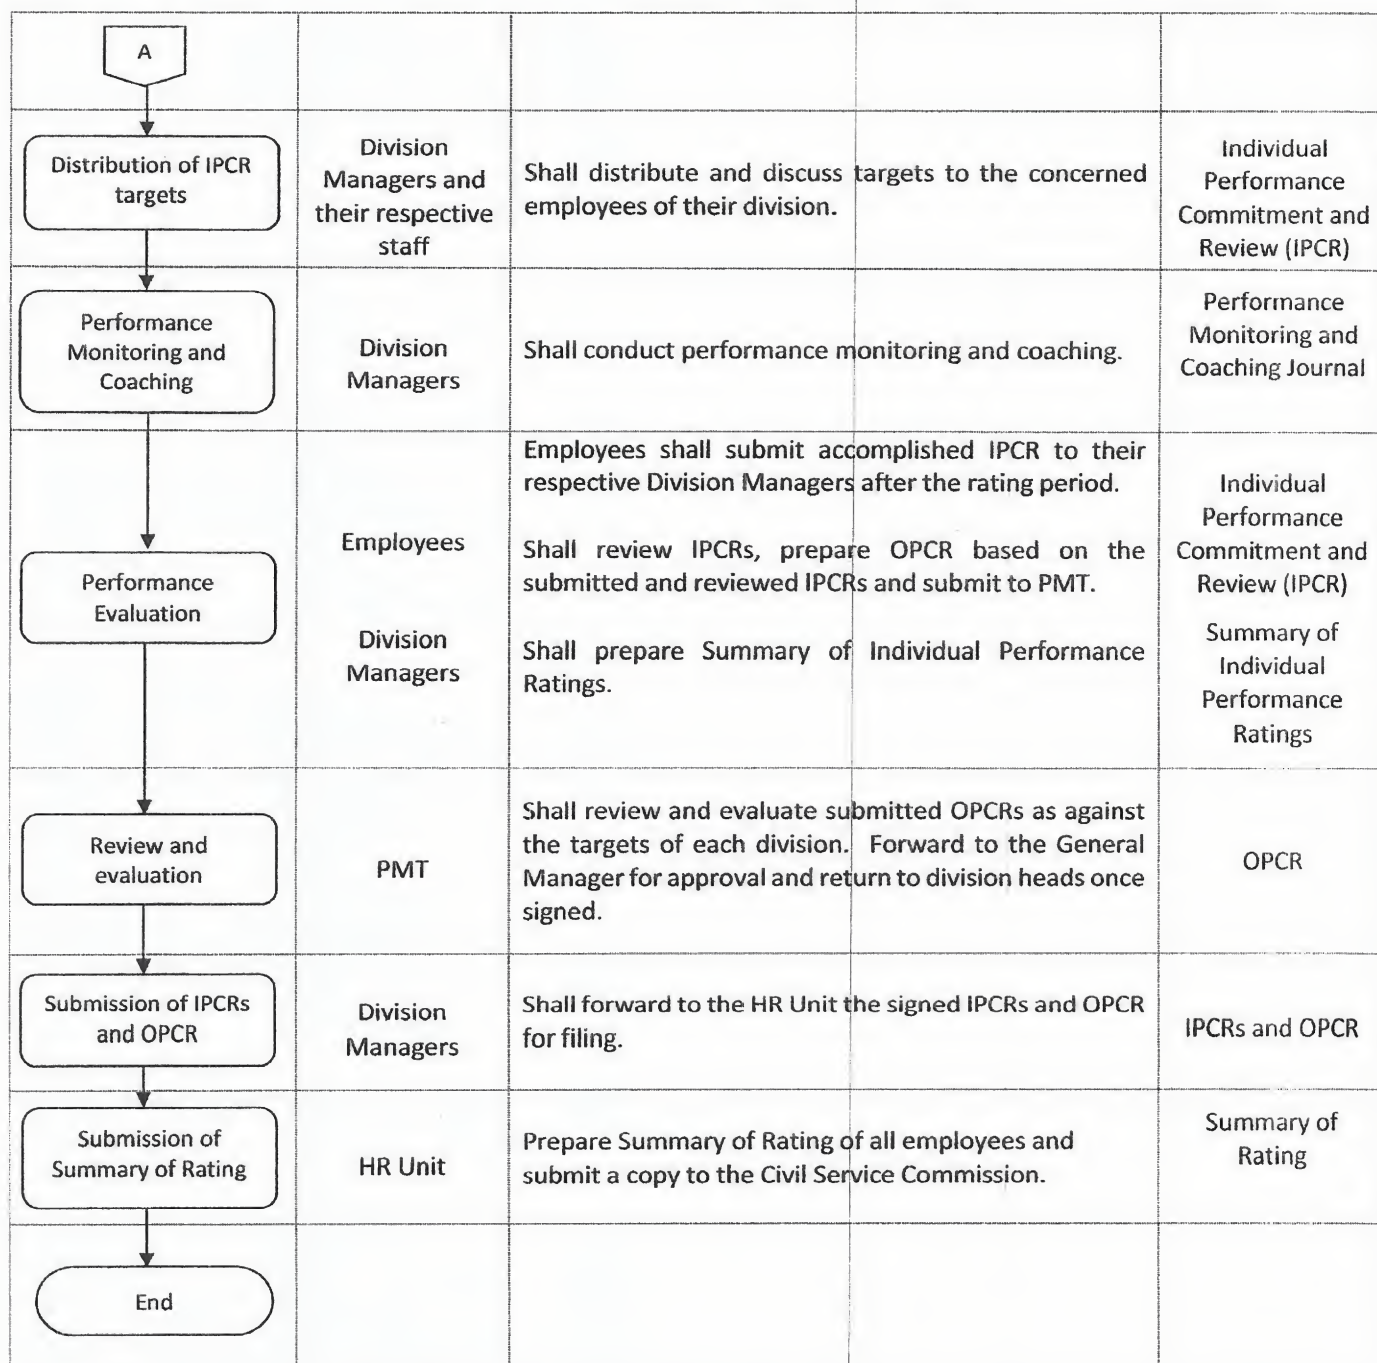 A
Distribution of IPCR
targets
Division
Managers and
their respective
staff
Shall distribute and discuss targets to the concerned
employees of their division.
Individual
Performance
Commitment and
Review (IPCR)
Performance
Monitoring and
Coaching
Division
Managers
Shall conduct performance monitoring and coaching.
Performance
Monitoring and
Coaching Journal
Performance
Evaluation
Employees
Division
Managers
Employees shall submit accomplished IPCR to their
respective Division Managers after the rating period.
Shall review IPCRs, prepare OPCR based on the
submitted and reviewed IPCRs and submit to PMT.
Shall prepare Summary of Individual Performance
Ratings.
Individual
Performance
Commitment and
Review (IPCR)
Summary of
Individual
Performance
Ratings
Review and
evaluation
PMT
Shall review and evaluate submitted OPCRs as against
the targets of each division. Forward to the General
Manager for approval and return to division heads once
signed.
OPCR
Submission of IPCRs
and OPCR
Division
Managers
Shall forward to the HR Unit the signed IPCRs and OPCR
for filing.
IPCRs and OPCR
Submission of
Summary of Rating
HR Unit
Prepare Summary of Rating of all employees and
submit a copy to the Civil Service Commission.
Summary of
Rating
End